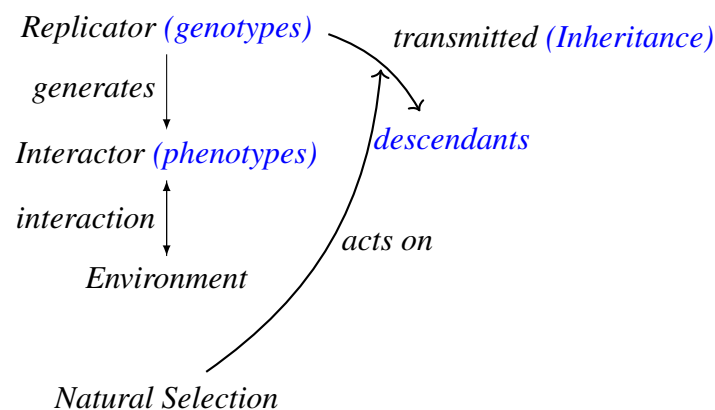 Replicator (genotypes)
transmitted (Inheritance)
generates
descendants
Interactor (phenotypes)
interaction
acts on
Environment
Natural Selection